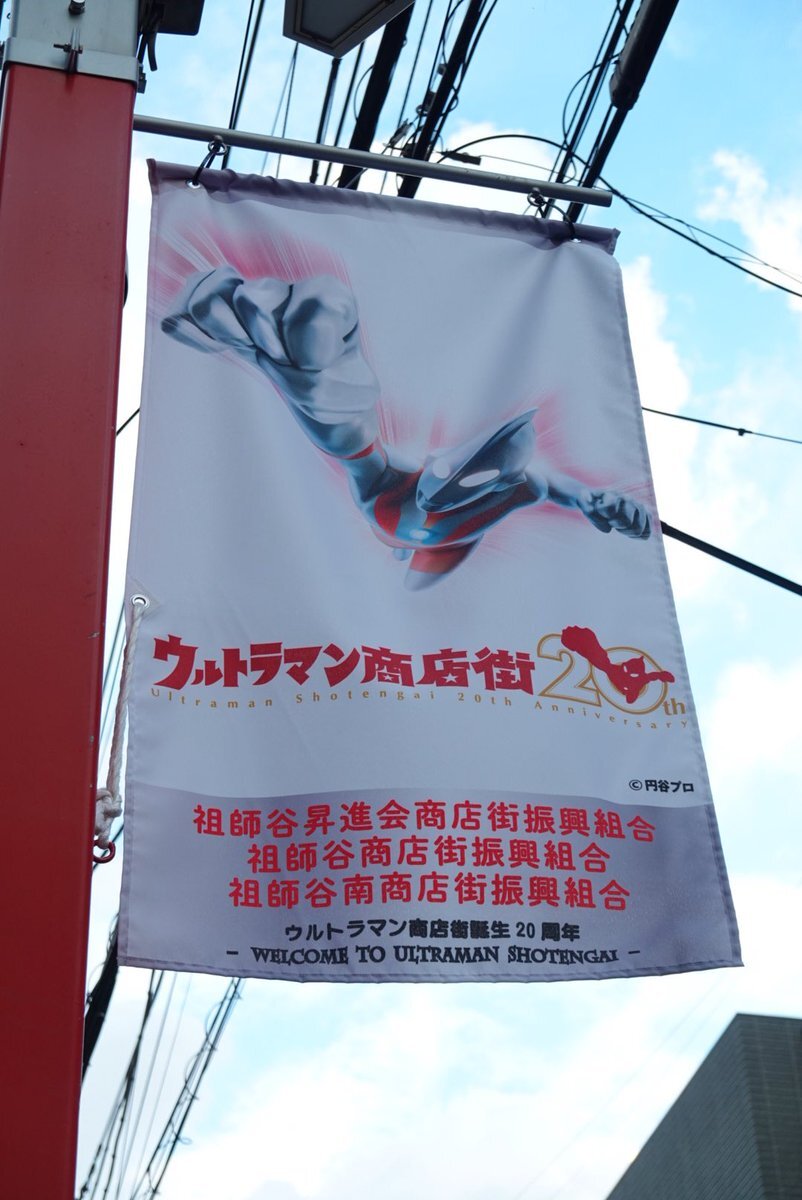 ウルトラマン商店街 20th
Ultraman Shotengai 20th Anniversary
©円谷プロ
祖師谷昇進会商店街振興組合
祖師谷商店街振興組合
祖師谷南商店街振興組合
ウルトラマン商店街誕生20周年
- WELCOME TO ULTRAMAN SHOTENGAI -